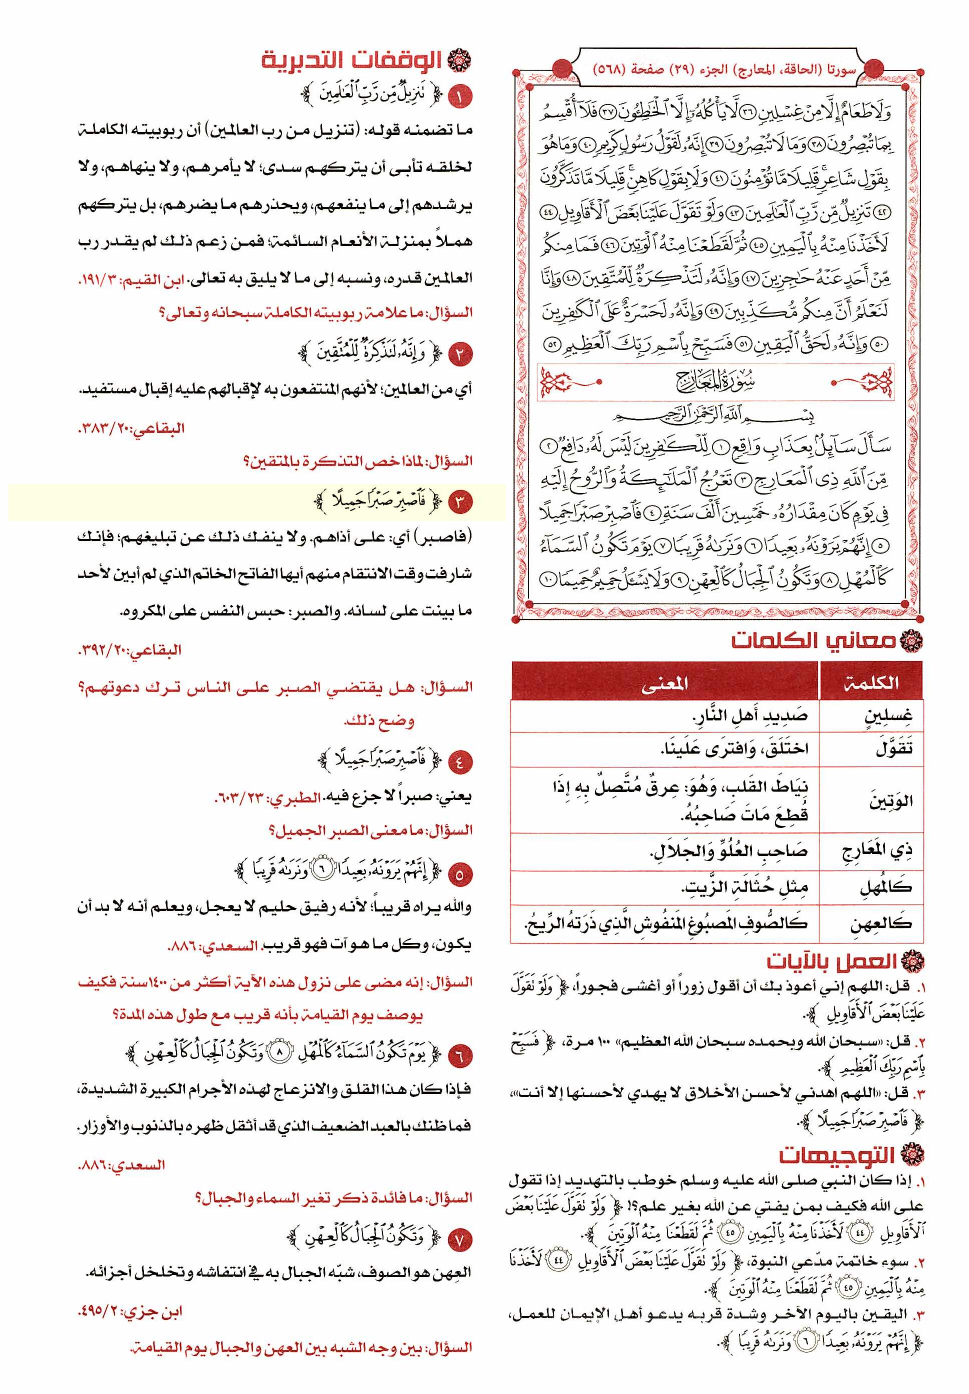 سورتا (الحاقة، المعارج) الجزء (٢٩) صفحة (٥٦٨)
وَلَا طَعَامٌ إِلَّا مِنْ غِسْلِينٍ ٣٦ لَّا يَأْكُلُهُۥٓ إِلَّا ٱلْخَٰطِـُٔونَ ٣٧ فَلَآ أُقْسِمُ
بِمَا تُبْصِرُونَ ٣٨ وَمَا لَا تُبْصِرُونَ ٣٩ إِنَّهُۥ لَقَوْلُ رَسُولٍ كَرِيمٍ ٤٠ وَمَا هُوَ
بِقَوْلِ شَاعِرٍ قَلِيلًا مَّا تُؤْمِنُونَ ٤١ وَلَا بِقَوْلِ كَاهِنٍ قَلِيلًا مَّا تَذَكَّرُونَ
٤٢ تَنزِيلٌ مِّن رَّبِّ ٱلْعَٰلَمِينَ ٤٣ وَلَوْ تَقَوَّلَ عَلَيْنَا بَعْضَ ٱلْأَقَاوِيلِ ٤٤
لَأَخَذْنَا مِنْهُ بِٱلْيَمِينِ ٤٥ ثُمَّ لَقَطَعْنَا مِنْهُ ٱلْوَتِينَ ٤٦ فَمَا مِنكُم
مِّنْ أَحَدٍ عَنْهُ حَٰجِزِينَ ٤٧ وَإِنَّهُۥ لَتَذْكِرَةٌ لِّلْمُتَّقِينَ ٤٨ وَإِنَّا
لَنَعْلَمُ أَنَّ مِنكُم مُّكَذِّبِينَ ٤٩ وَإِنَّهُۥ لَحَسْرَةٌ عَلَى ٱلْكَٰفِرِينَ
٥٠ وَإِنَّهُۥ لَحَقُّ ٱلْيَقِينِ ٥١ فَسَبِّحْ بِٱسْمِ رَبِّكَ ٱلْعَظِيمِ ٥٢
سُورَةُ المَعَارِجِ
بِسْمِ ٱللَّهِ ٱلرَّحْمَٰنِ ٱلرَّحِيمِ
سَأَلَ سَآئِلٌۢ بِعَذَابٍ وَاقِعٍ ١ لِّلْكَٰفِرِينَ لَيْسَ لَهُۥ دَافِعٌ ٢
مِّنَ ٱللَّهِ ذِى ٱلْمَعَارِجِ ٣ تَعْرُجُ ٱلْمَلَٰٓئِكَةُ وَٱلرُّوحُ إِلَيْهِ
فِى يَوْمٍ كَانَ مِقْدَارُهُۥ خَمْسِينَ أَلْفَ سَنَةٍ ٤ فَٱصْبِرْ صَبْرًا جَمِيلًا
٥ إِنَّهُمْ يَرَوْنَهُۥ بَعِيدًا ٦ وَنَرَىٰهُ قَرِيبًا ٧ يَوْمَ تَكُونُ ٱلسَّمَآءُ
كَٱلْمُهْلِ ٨ وَتَكُونُ ٱلْجِبَالُ كَٱلْعِهْنِ ٩ وَلَا يَسْـَٔلُ حَمِيمٌ حَمِيمًا ١٠
معاني الكلمات
الكلمة المعنى
غِسلِينٍ صَدِيدِ أَهلِ النَّارِ.
تَقَوَّلَ اختَلَقَ، وَافتَرَى عَلَينَا.
الوَتِينَ نِيَاطَ القَلبِ، وَهُوَ: عِرقٌ مُتَّصِلٌ بِهِ إِذَا
قُطِعَ مَاتَ صَاحِبُهُ.
ذِي المَعَارِجِ صَاحِبِ العُلُوِّ وَالجَلَالِ.
كَالمُهلِ مِثلِ حُثَالَةِ الزَّيتِ.
كَالعِهنِ كَالصُّوفِ المَصبُوغِ المَنفُوشِ الَّذِي ذَرَتهُ الرِّيحُ.
العمل بالآيات
١. قل: اللهم إني أعوذ بك أن أقول زوراً أو أغشى فجوراً، ﴿ وَلَوْ تَقَوَّلَ
عَلَيْنَا بَعْضَ ٱلْأَقَاوِيلِ ﴾.
٢. قل: «سبحان الله وبحمده سبحان الله العظيم» ١٠٠ مرة، ﴿ فَسَبِّحْ
بِٱسْمِ رَبِّكَ ٱلْعَظِيمِ ﴾.
٣. قل: «اللهم اهدني لأحسن الأخلاق لا يهدي لأحسنها إلا أنت»،
﴿ فَٱصْبِرْ صَبْرًا جَمِيلًا ﴾.
التوجيهات
١. إذا كان النبي صلى الله عليه وسلم خوطب بالتهديد إذا تقول
على الله فكيف بمن يفتي عن الله بغير علم؟! ﴿ وَلَوْ تَقَوَّلَ عَلَيْنَا بَعْضَ
ٱلْأَقَاوِيلِ ٤٤ لَأَخَذْنَا مِنْهُ بِٱلْيَمِينِ ٤٥ ثُمَّ لَقَطَعْنَا مِنْهُ ٱلْوَتِينَ ﴾.
٢. سوء خاتمة مدّعي النبوة، ﴿ وَلَوْ تَقَوَّلَ عَلَيْنَا بَعْضَ ٱلْأَقَاوِيلِ ٤٤ لَأَخَذْنَا
مِنْهُ بِٱلْيَمِينِ ٤٥ ثُمَّ لَقَطَعْنَا مِنْهُ ٱلْوَتِينَ ﴾.
٣. اليقين باليوم الآخر وشدة قربه يدعو أهل الإيمان للعمل،
﴿ إِنَّهُمْ يَرَوْنَهُۥ بَعِيدًا ٦ وَنَرَىٰهُ قَرِيبًا ﴾.
الوقفات التدبرية
١ ﴿ تَنزِيلٌ مِّن رَّبِّ ٱلْعَٰلَمِينَ ﴾
ما تضمنه قوله: (تنزيل من رب العالمين) أن ربوبيته الكاملة
لخلقه تأبى أن يتركهم سدى؛ لا يأمرهم، ولا ينهاهم، ولا
يرشدهم إلى ما ينفعهم، ويحذرهم ما يضرهم، بل يتركهم
هملاً بمنزلة الأنعام السائمة؛ فمن زعم ذلك لم يقدر رب
العالمين قدره، ونسبه إلى ما لا يليق به تعالى. ابن القيم: ١٩١/٣.
السؤال: ما علامة ربوبيته الكاملة سبحانه وتعالى؟
٢ ﴿ وَإِنَّهُۥ لَتَذْكِرَةٌ لِّلْمُتَّقِينَ ﴾
أي من العالمين؛ لأنهم المنتفعون به لإقبالهم عليه إقبال مستفيد.
البقاعي: ٣٨٣/٢٠.
السؤال: لماذا خص التذكرة بالمتقين؟
٣ ﴿ فَٱصْبِرْ صَبْرًا جَمِيلًا ﴾
(فاصبر) أي: على أذاهم. ولا ينفك ذلك عن تبليغهم؛ فإنك
شارفت وقت الانتقام منهم أيها الفاتح الخاتم الذي لم أبين لأحد
ما بينت على لسانه. والصبر: حبس النفس على المكروه.
البقاعي: ٣٩٢/٢٠.
السؤال: هل يقتضي الصبر على الناس ترك دعوتهم؟
وضح ذلك.
٤ ﴿ فَٱصْبِرْ صَبْرًا جَمِيلًا ﴾
يعني: صبراً لا جزع فيه. الطبري: ٦٠٣/٢٣.
السؤال: ما معنى الصبر الجميل؟
٥ ﴿ إِنَّهُمْ يَرَوْنَهُۥ بَعِيدًا ٦ وَنَرَىٰهُ قَرِيبًا ﴾
والله يراه قريباً؛ لأنه رفيق حليم لا يعجل، ويعلم أنه لا بد أن
يكون، وكل ما هو آت فهو قريب. السعدي: ٨٨٦.
السؤال: إنه مضى على نزول هذه الآية أكثر من ١٤٠٠ سنة فكيف
يوصف يوم القيامة بأنه قريب مع طول هذه المدة؟
٦ ﴿ يَوْمَ تَكُونُ ٱلسَّمَآءُ كَٱلْمُهْلِ ٨ وَتَكُونُ ٱلْجِبَالُ كَٱلْعِهْنِ ﴾
فإذا كان هذا القلق والانزعاج لهذه الأجرام الكبيرة الشديدة،
فما ظنك بالعبد الضعيف الذي قد أثقل ظهره بالذنوب والأوزار.
السعدي: ٨٨٦.
السؤال: ما فائدة ذكر تغير السماء والجبال؟
٧ ﴿ وَتَكُونُ ٱلْجِبَالُ كَٱلْعِهْنِ ﴾
العهن هو الصوف، شبّه الجبال به في انتفاشه وتخلخل أجزائه.
ابن جزي: ٤٩٥/٢.
السؤال: بين وجه الشبه بين العهن والجبال يوم القيامة.